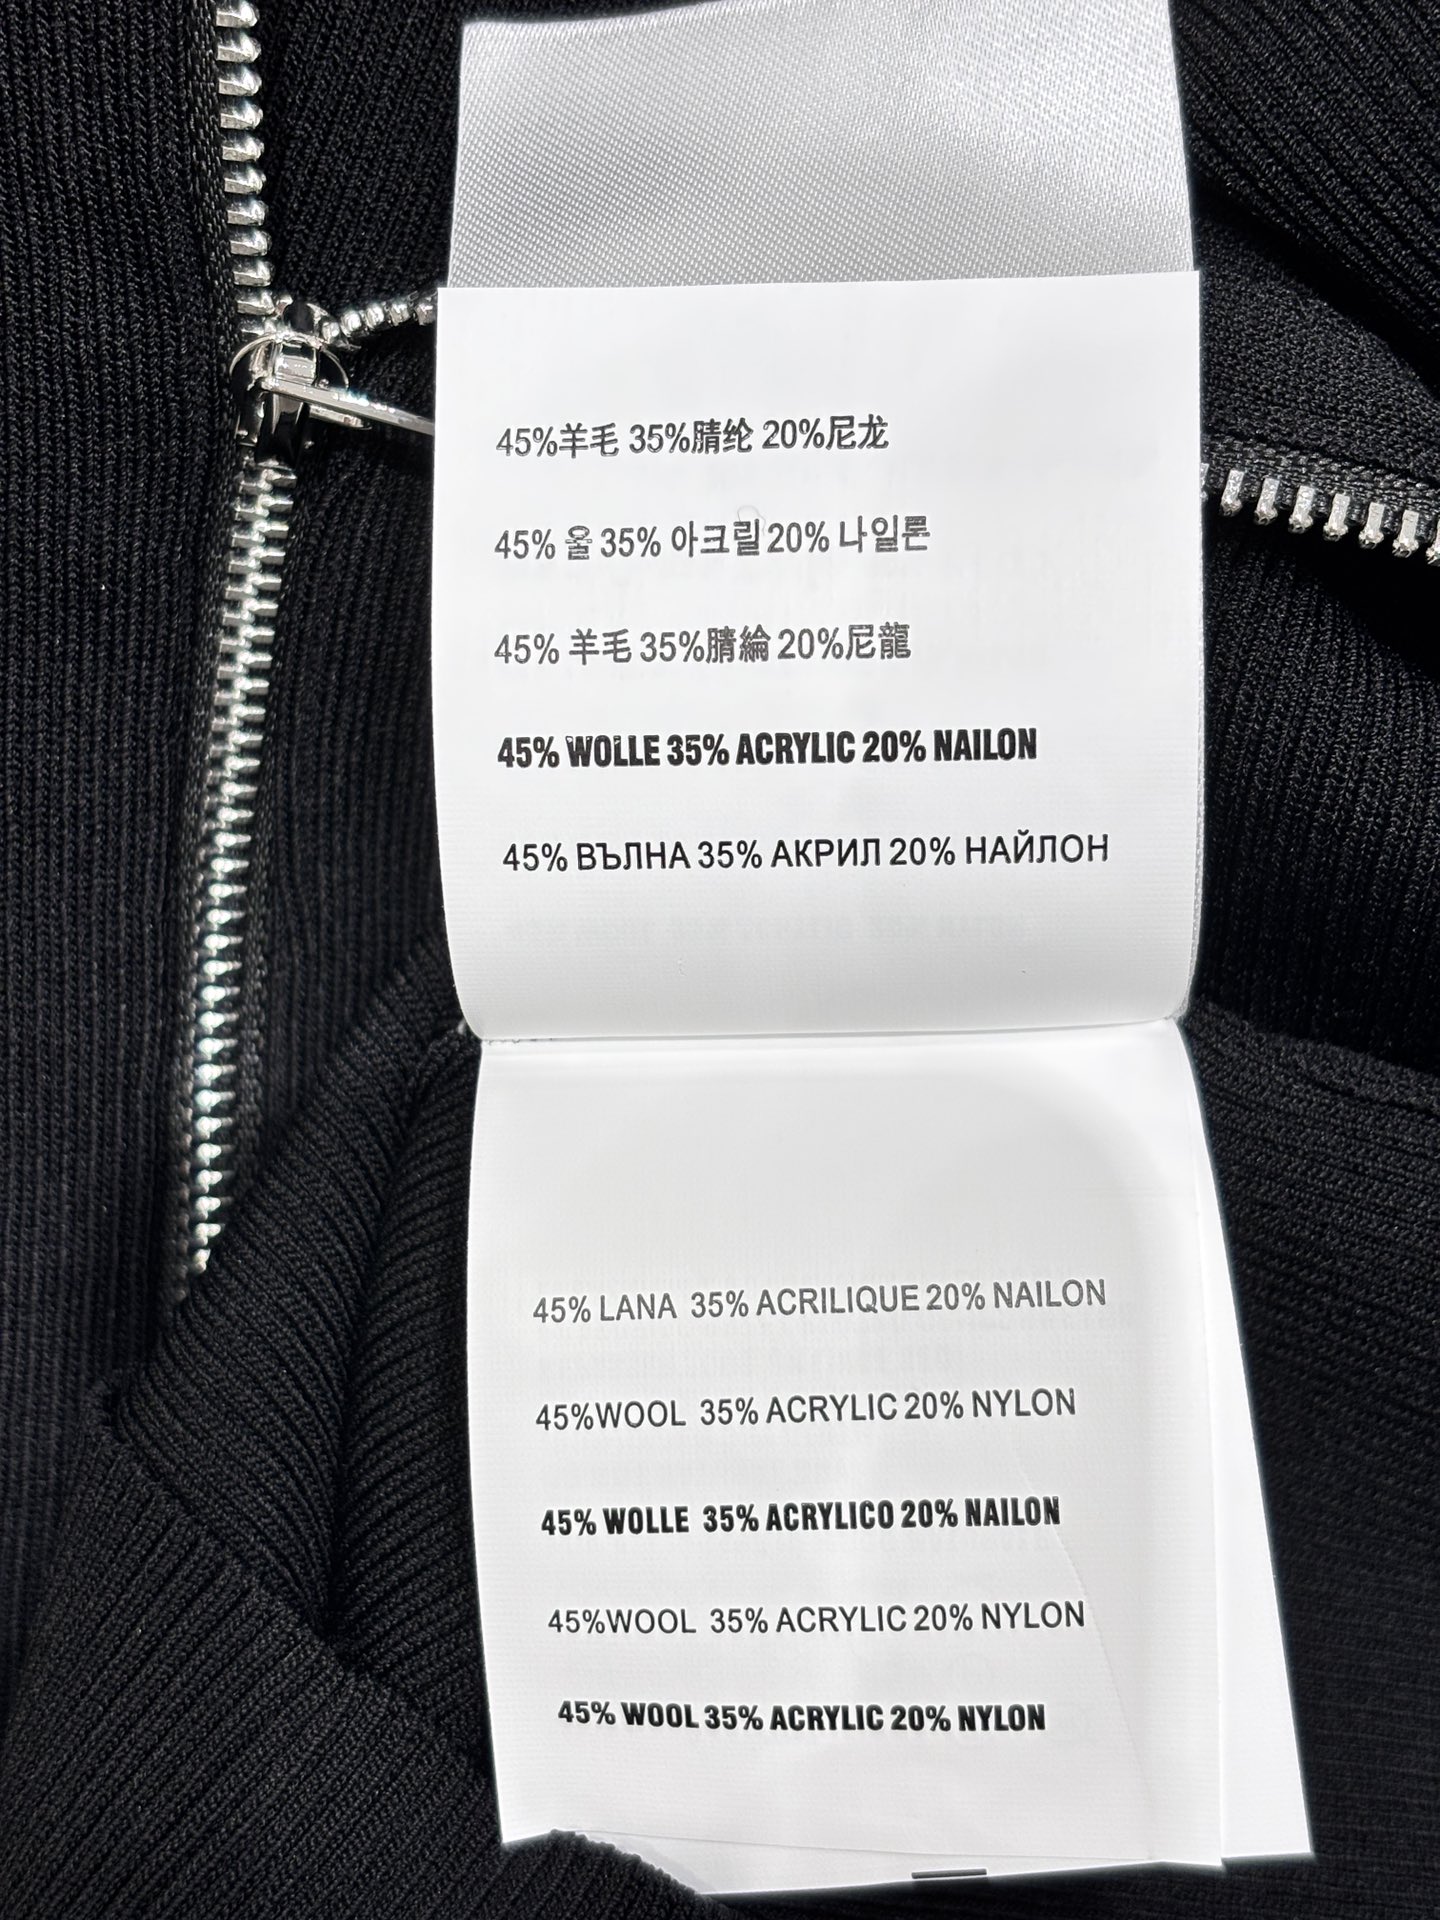 45%羊毛 35%腈纶 20%尼龙
45% 울 35% 아크릴 20% 나일론
45% 羊毛 35%腈綸 20%尼龍
45% WOLLE 35% ACRYLIC 20% NAILON
45% ВЪЛНА 35% АКРИЛ 20% НАЙЛОН
45% LANA 35% ACRILIQUE 20% NAILON
45%WOOL 35% ACRYLIC 20% NYLON
45% WOLLE 35% ACRYLICO 20% NAILON
45%WOOL 35% ACRYLIC 20% NYLON
45% WOOL 35% ACRYLIC 20% NYLON